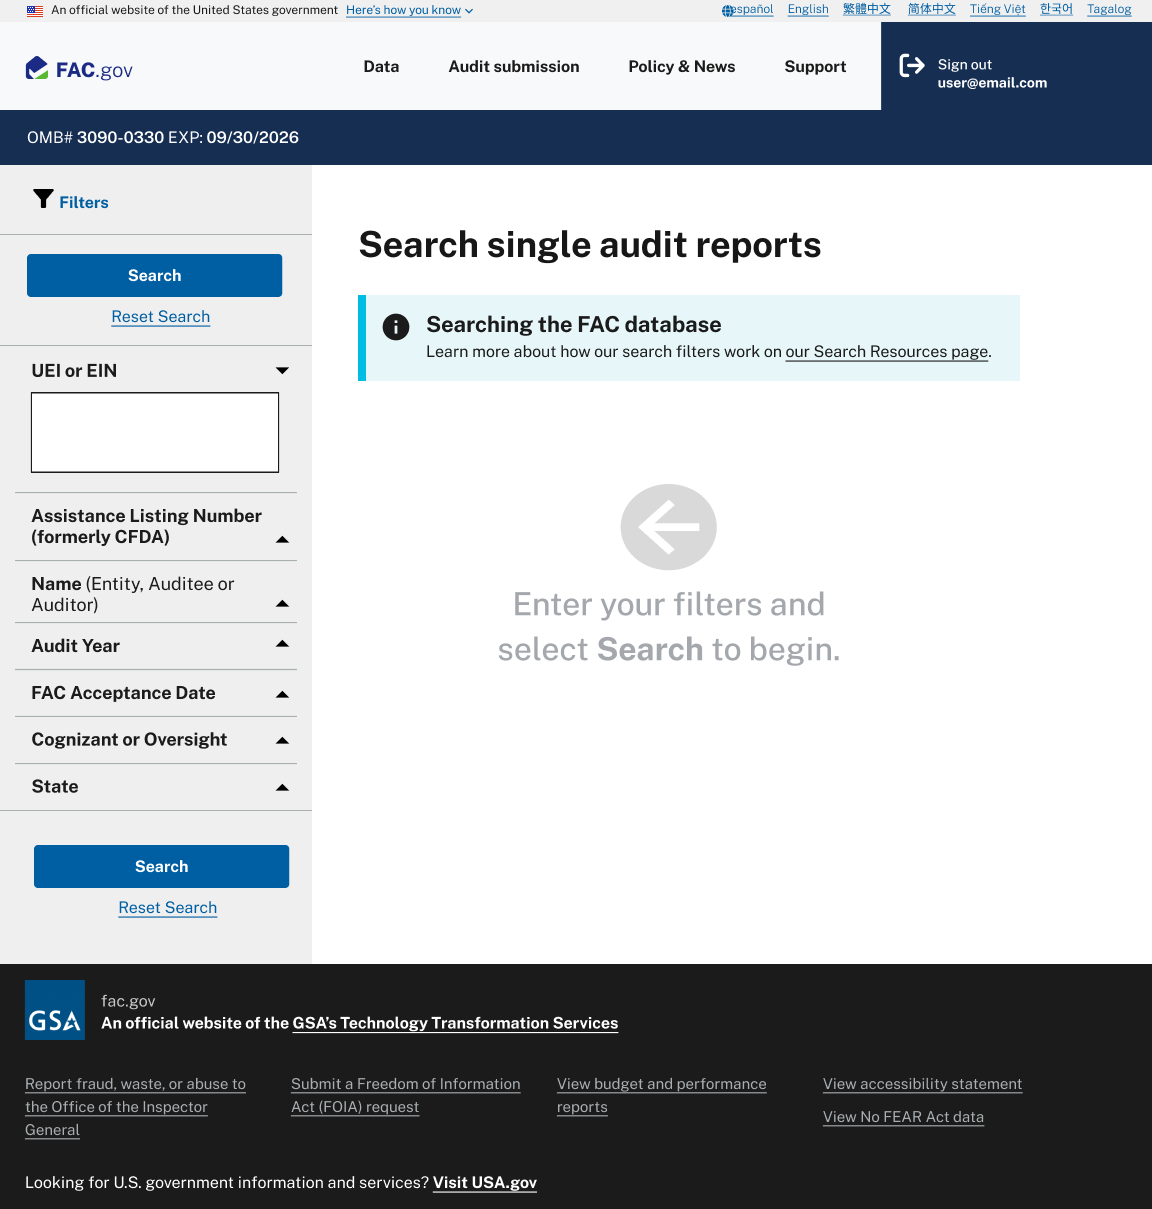 An official website of the United States government Here's how you know
español English 繁體中文 简体中文 Tiếng Việt 한국어 Tagalog
FAC.gov
Data Audit submission Policy & News Support
Sign out
user@email.com
OMB# 3090-0330 EXP: 09/30/2026
Filters
Search
Reset Search
UEI or EIN
Assistance Listing Number
(formerly CFDA)
Name (Entity, Auditee or
Auditor)
Audit Year
FAC Acceptance Date
Cognizant or Oversight
State
Search
Reset Search
Search single audit reports
Searching the FAC database
Learn more about how our search filters work on our Search Resources page.
Enter your filters and
select Search to begin.
GSA
fac.gov
An official website of the GSA's Technology Transformation Services
Report fraud, waste, or abuse to
the Office of the Inspector
General
Submit a Freedom of Information
Act (FOIA) request
View budget and performance
reports
View accessibility statement
View No FEAR Act data
Looking for U.S. government information and services? Visit USA.gov